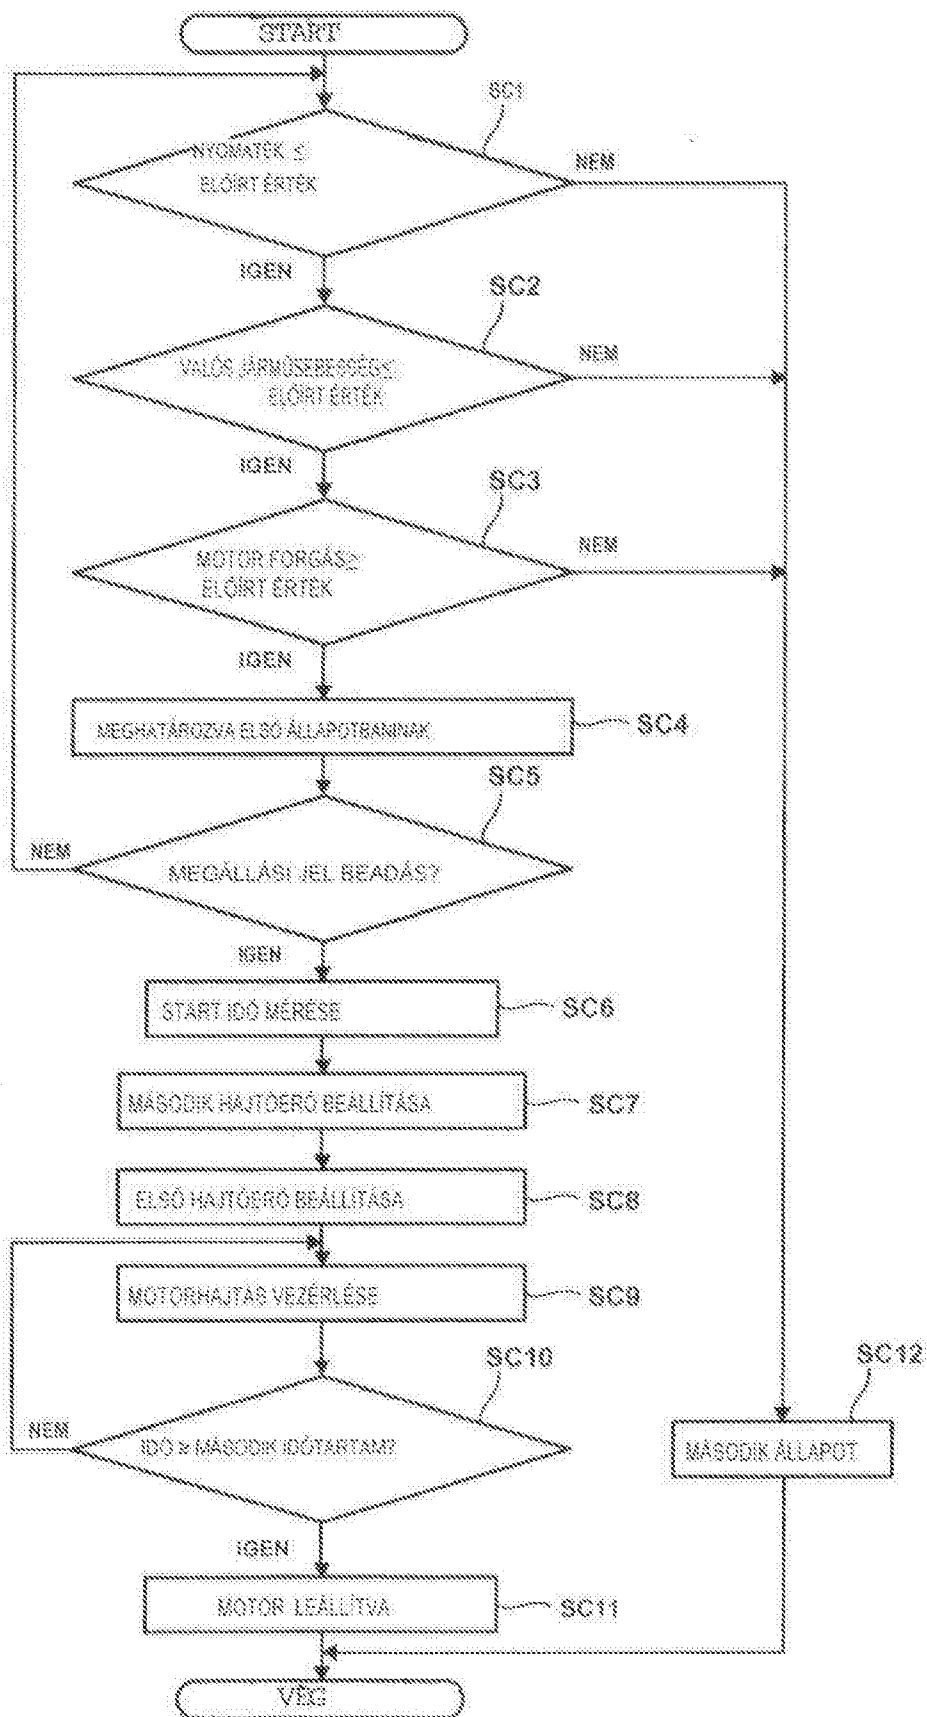 START
SC1
NYOMATÉK ≤
ELŐÍRT ÉRTÉK
NEM
IGEN
SC2
VALÓS JÁRMŰSEBESSÉG≤
ELŐÍRT ÉRTÉK
NEM
IGEN
SC3
MOTOR FORGÁS≥
ELŐÍRT ÉRTÉK
NEM
IGEN
MEGHATÁROZVA ELSŐ ÁLLAPOTBANINAK
SC4
SC5
NEM
MEGÁLLÁSI JEL BEADÁS?
IGEN
START IDŐ MÉRÉSE
SC6
MÁSODIK HAJTÓERŐ BEÁLLÍTÁSA
SC7
ELSŐ HAJTÓERŐ BEÁLLÍTÁSA
SC8
MOTORHAJTÁS VEZÉRLÉSE
SC9
SC10
NEM
IDŐ ≥ MÁSODIK IDŐTARTAM?
SC12
MÁSODIK ÁLLAPOT
IGEN
MOTOR LEÁLLÍTVA
SC11
VÉG